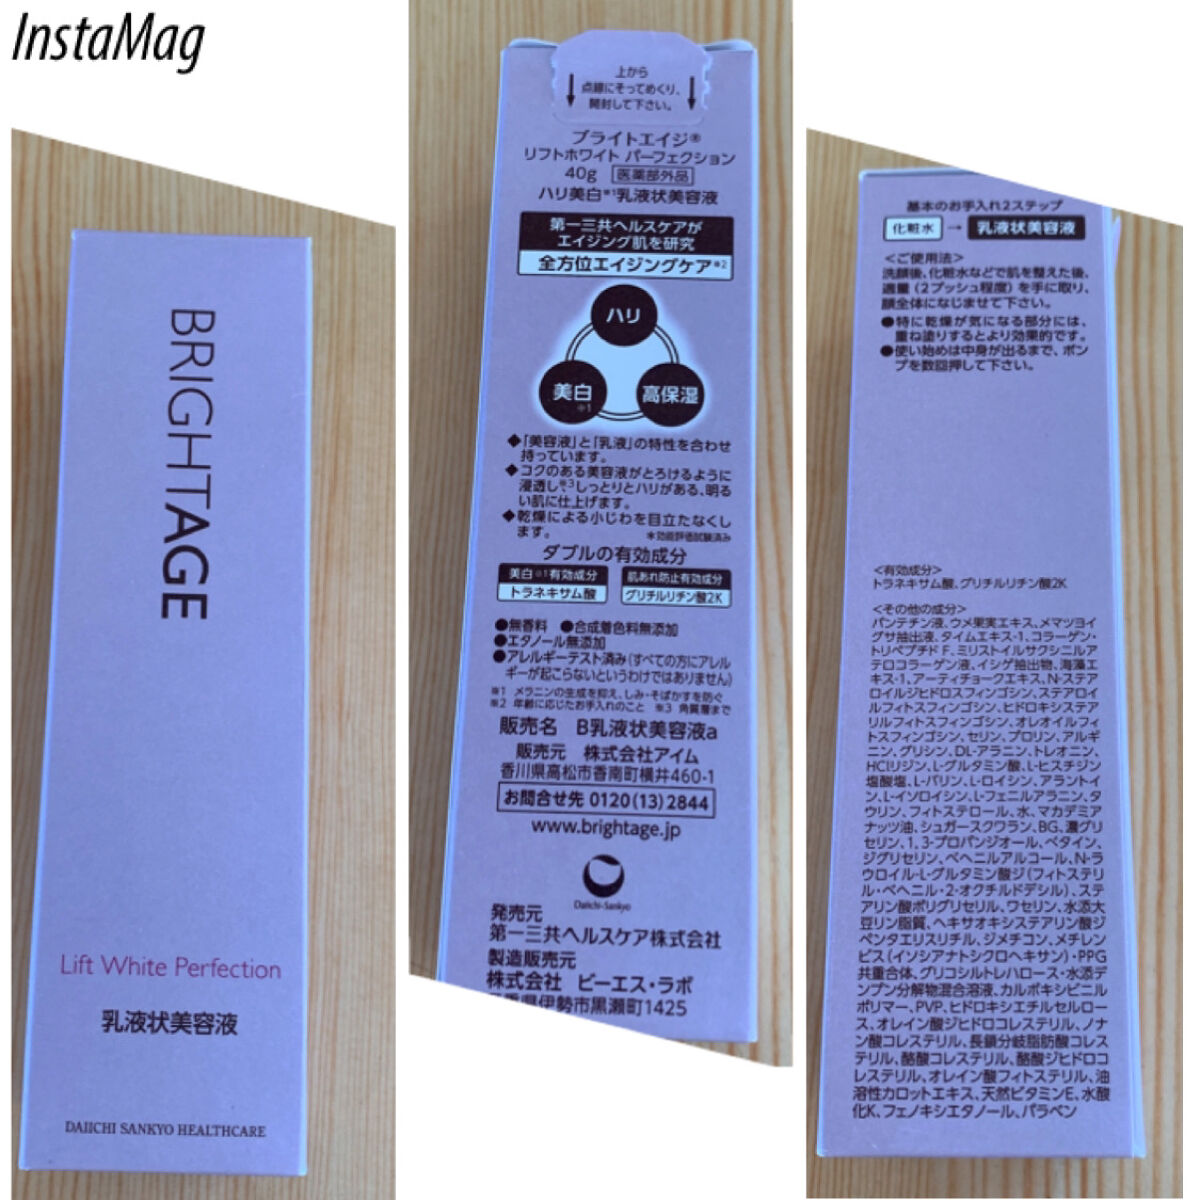 InstaMag
BRIGHTAGE
Lift White Perfection
乳液状美容液
DAIICHI SANKYO HEALTHCARE
上から
点線にそってめくり、
開封して下さい。
ブライトエイジ®
リフトホワイト パーフェクション
40g 医薬部外品
ハリ美白※1乳液状美容液
第一三共ヘルスケアが
エイジング肌を研究
全方位エイジングケア※2
ハリ
美白
※1
高保湿
◆「美容液」と「乳液」の特性を合わせ
持っています。
◆コクのある美容液がとろけるように
浸透し、※3しっとりとハリがある、明る
い肌に仕上げます。
◆乾燥による小じわを目立たなくし
ます。 *効能評価試験済み
ダブルの有効成分
美白※1有効成分
トラネキサム酸
肌あれ防止有効成分
グリチルリチン酸2K
●無香料 ●合成着色料無添加
●エタノール無添加
●アレルギーテスト済み(すべての方にアレル
ギーが起こらないというわけではありません)
※1 メラニンの生成を抑え、しみ・そばかすを防ぐ
※2 年齢に応じたお手入れのこと ※3 角質層まで
販売名 B乳液状美容液a
販売元 株式会社アイム
香川県高松市香南町横井460-1
お問合せ先 0120(13)2844
www.brightage.jp
Daiichi-Sankyo
発売元
第一三共ヘルスケア株式会社
製造販売元
株式会社 ピーエス・ラボ
県伊勢市黒瀬町1425
基本のお手入れ2ステップ
化粧水 → 乳液状美容液
<ご使用法>
洗顔後、化粧水などで肌を整えた後、
適量(2プッシュ程度)を手に取り、
顔全体になじませて下さい。
●特に乾燥が気になる部分には、
重ね塗りするとより効果的です。
●使い始めは中身が出るまで、ポン
プを数回押して下さい。
<有効成分>
トラネキサム酸、グリチルリチン酸2K
<その他の成分>
パンテチン液、ウメ果実エキス、メマツヨイ
グサ抽出液、タイムエキス-1、コラーゲン・
トリペプチド F、ミリストイルサクシニルア
テロコラーゲン液、イシゲ抽出物、海藻エ
キス-1、アーティチョークエキス、N-ステア
ロイルジヒドロスフィンゴシン、ステアロイ
ルフィトスフィンゴシン、ヒドロキシステア
リルフィトスフィンゴシン、オレオイルフィ
トスフィンゴシン、セリン、プロリン、アルギ
ニン、グリシン、DL-アラニン、トレオニン、
HClリジン、L-グルタミン酸、L-ヒスチジン
塩酸塩、L-バリン、L-ロイシン、アラントイ
ン、L-イソロイシン、L-フェニルアラニン、タ
ウリン、フィトステロール、水、マカデミア
ナッツ油、シュガースクワラン、BG、濃グリ
セリン、1,3-プロパンジオール、ベタイン、
ジグリセリン、ベヘニルアルコール、N-ラ
ウロイル-L-グルタミン酸ジ(フィトステリ
ル・ベヘニル・2-オクチルドデシル)、ステ
アリン酸ポリグリセリル、ワセリン、水添大
豆リン脂質、ヘキサオキシステアリン酸ジ
ペンタエリスリチル、ジメチコン、メチレン
ビス(イソシアナトシクロヘキサン)・PPG
共重合体、グリコシルトレハロース・水添デ
ンプン分解物混合溶液、カルボキシビニル
ポリマー、PVP、ヒドロキシエチルセルロー
ス、オレイン酸ジヒドロコレステリル、ノナ
ン酸コレステリル、長鎖分岐脂肪酸コレス
テリル、酪酸コレステリル、酪酸ジヒドロコ
レステリル、オレイン酸フィトステリル、油
溶性カロットエキス、天然ビタミンE、水酸
化K、フェノキシエタノール、パラベン